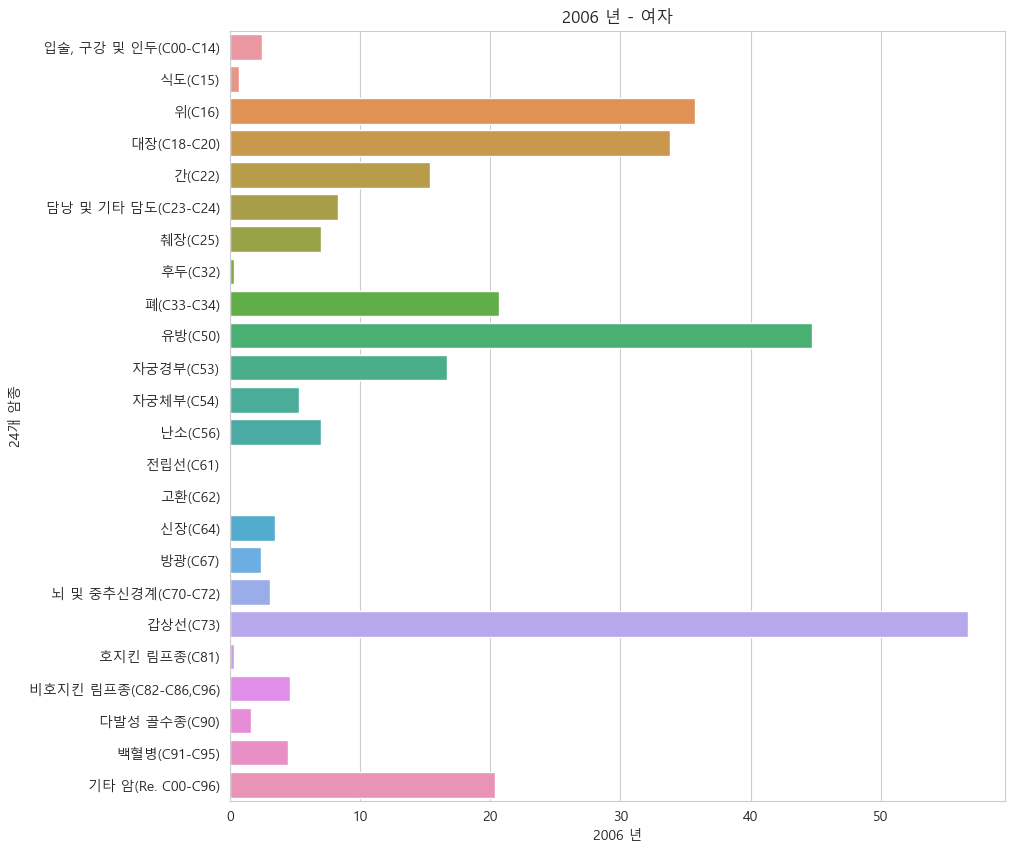 2006 년 - 여자
입술, 구강 및 인두(C00-C14)
식도(C15)
위(C16)
대장(C18-C20)
간(C22)
담낭 및 기타 담도(C23-C24)
췌장(C25)
후두(C32)
폐(C33-C34)
유방(C50)
자궁경부(C53)
자궁체부(C54)
난소(C56)
전립선(C61)
고환(C62)
신장(C64)
방광(C67)
뇌 및 중추신경계(C70-C72)
갑상선(C73)
호지킨 림프종(C81)
비호지킨 림프종(C82-C86,C96)
다발성 골수종(C90)
백혈병(C91-C95)
기타 암(Re. C00-C96)
24개 암종
0 10 20 30 40 50
2006 년